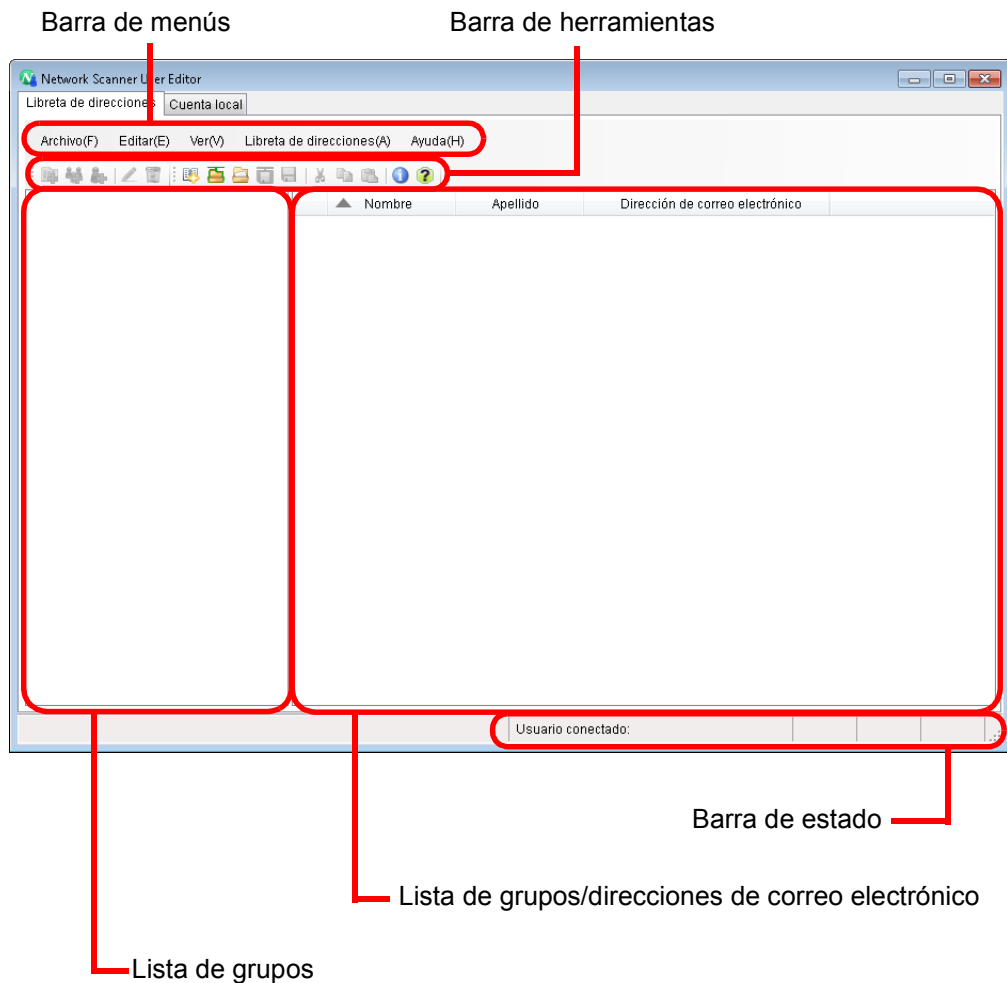 Barra de menús Barra de herramientas
Network Scanner User Editor
Libreta de direcciones Cuenta local
Archivo(F) Editar(E) Ver(V) Libreta de direcciones(A) Ayuda(H)
Nombre Apellido Dirección de correo electrónico
Usuario conectado:
Barra de estado
Lista de grupos/direcciones de correo electrónico
Lista de grupos